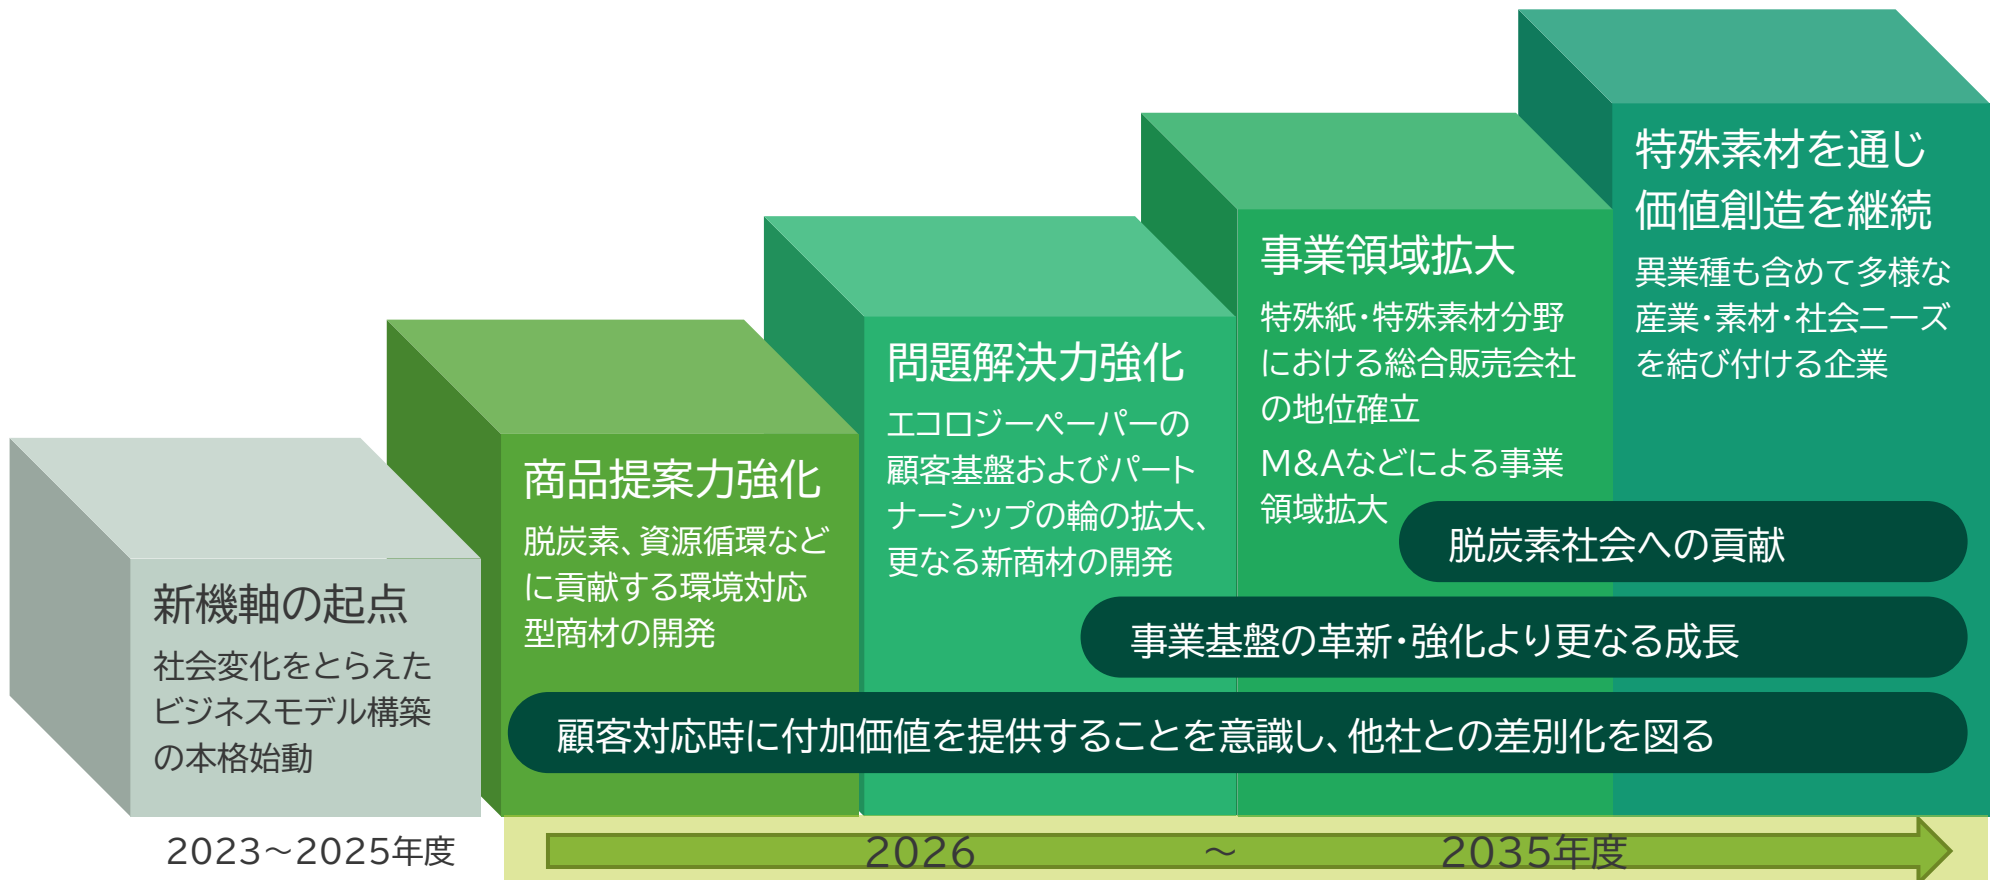 新機軸の起点
社会変化をとらえた
ビジネスモデル構築
の本格始動
商品提案力強化
脱炭素、資源循環など
に貢献する環境対応
型商材の開発
問題解決力強化
エコロジーペーパーの
顧客基盤およびパート
ナーシップの輪の拡大、
更なる新商材の開発
事業領域拡大
特殊紙・特殊素材分野
における総合販売会社
の地位確立
M&Aなどによる事業
領域拡大
特殊素材を通じ
価値創造を継続
異業種も含めて多様な
産業・素材・社会ニーズ
を結び付ける企業
脱炭素社会への貢献
事業基盤の革新・強化より更なる成長
顧客対応時に付加価値を提供することを意識し、他社との差別化を図る
2023～2025年度
2026 ～ 2035年度